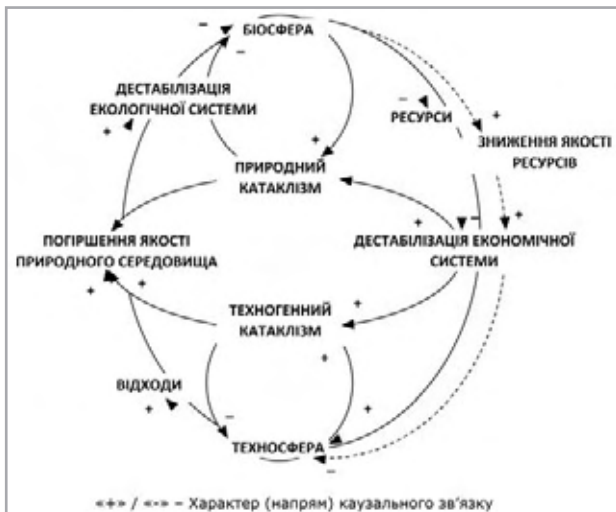 БІОСФЕРА
ДЕСТАБІЛІЗАЦІЯ
ЕКОЛОГІЧНОЇ СИСТЕМИ
РЕСУРСИ
ЗНИЖЕННЯ ЯКОСТІ
РЕСУРСІВ
ПРИРОДНИЙ
КАТАКЛІЗМ
ПОГІРШЕННЯ ЯКОСТІ
ПРИРОДНОГО СЕРЕДОВИЩА
ДЕСТАБІЛІЗАЦІЯ ЕКОНОМІЧНОЇ
СИСТЕМИ
ТЕХНОГЕННИЙ
КАТАКЛІЗМ
ВІДХОДИ
ТЕХНОСФЕРА
«+» / «-» – Характер (напрям) каузального зв'язку